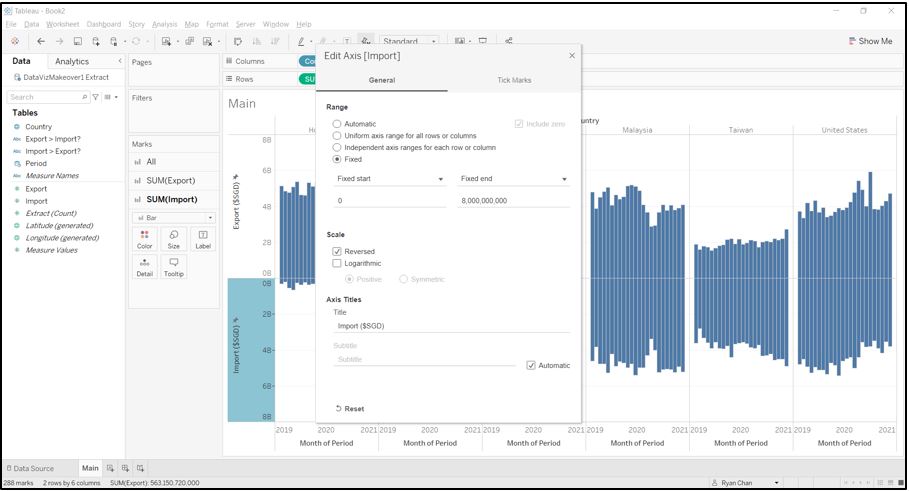 Tableau - Book2
File Data Worksheet Dashboard Story Analysis Map Format Server Window Help
Standard
Show Me
Data Analytics
DataVizMakeover1 Extract
Search
Tables
Country
Export > Import?
Import > Export?
Period
Measure Names
Export
Import
Extract (Count)
Latitude (generated)
Longitude (generated)
Measure Values
Pages
Filters
Marks
All
SUM(Export)
SUM(Import)
Bar
Color Size Label
Detail Tooltip
Columns
Rows
Main
Malaysia Taiwan United States
Export ($SGD)
8B
6B
4B
2B
0B
Import ($SGD)
0B
2B
4B
6B
8B
2019 2020 2021 2019 2020 2021 2019 2020 2021 2019 2020 2021 2019 2020 2021 2019 2020 2021
Month of Period Month of Period Month of Period Month of Period Month of Period Month of Period
Edit Axis [Import]
General Tick Marks
Range
Automatic
Include zero
Uniform axis range for all rows or columns
Independent axis ranges for each row or column
Fixed
Fixed start Fixed end
0 8,000,000,000
Scale
Reversed
Logarithmic
Positive Symmetric
Axis Titles
Title
Import ($SGD)
Subtitle
Subtitle
Automatic
Reset
Data Source Main
288 marks 2 rows by 6 columns SUM(Export): 563,150,720,000
Ryan Chan